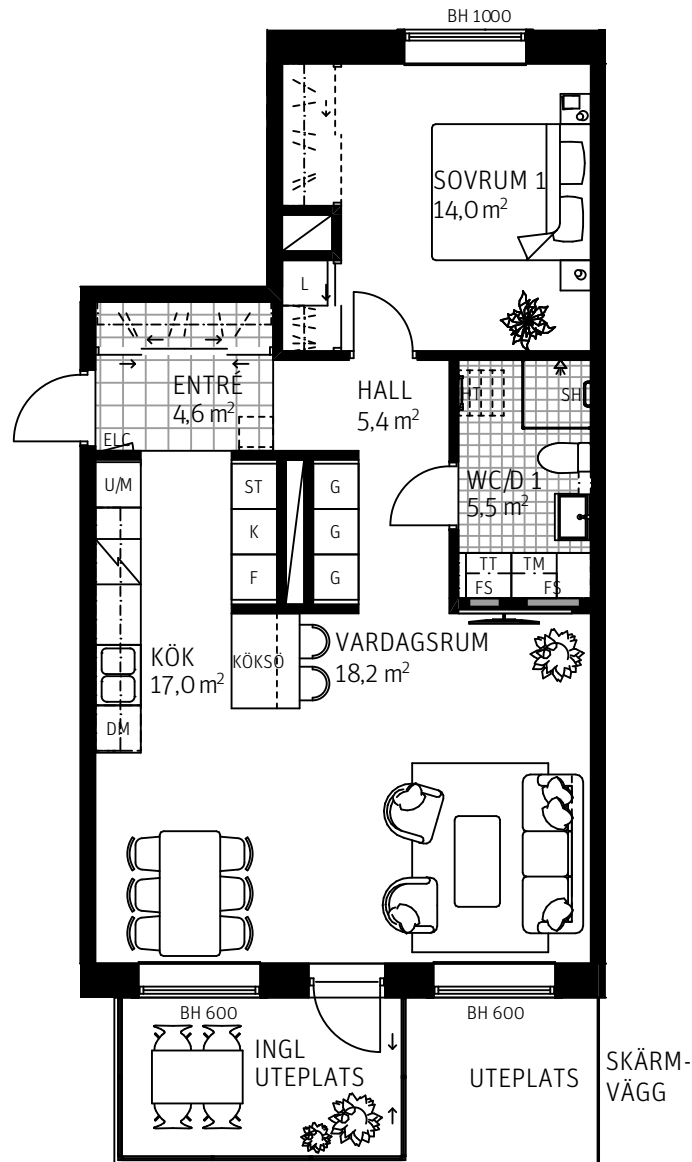 BH 1000
SOVRUM 1
14,0 m²
L
ENTRÉ
4,6 m²
HALL
5,4 m²
HT
SH
ELC
U/M
ST
G
WC/D 1
5,5 m²
K
G
F
G
TT
TM
FS
FS
KÖK
17,0 m²
KÖKSÖ
VARDAGSRUM
18,2 m²
DM
BH 600
BH 600
INGL
UTEPLATS
UTEPLATS
SKÄRM-
VÄGG